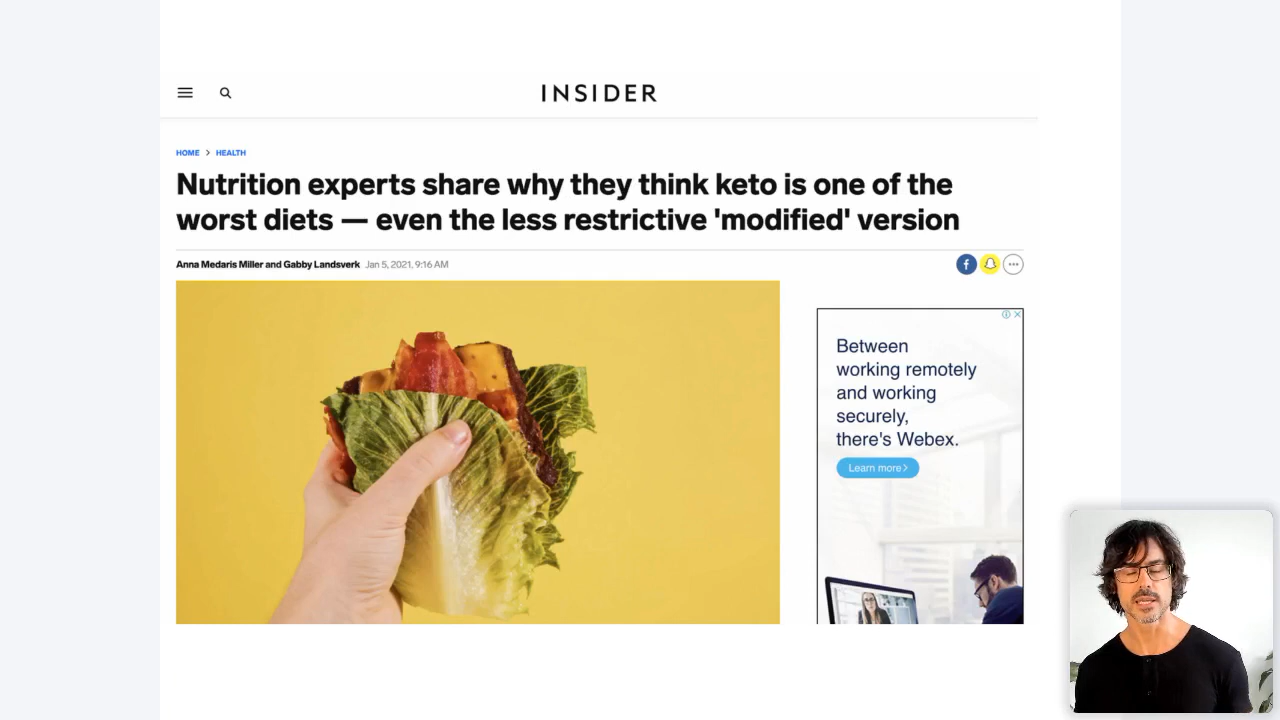 INSIDER
HOME > HEALTH
Nutrition experts share why they think keto is one of the
worst diets — even the less restrictive 'modified' version
Anna Medaris Miller and Gabby Landsverk Jan 5, 2021, 9:16 AM
Between
working remotely
and working
securely,
there's Webex.
Learn more >